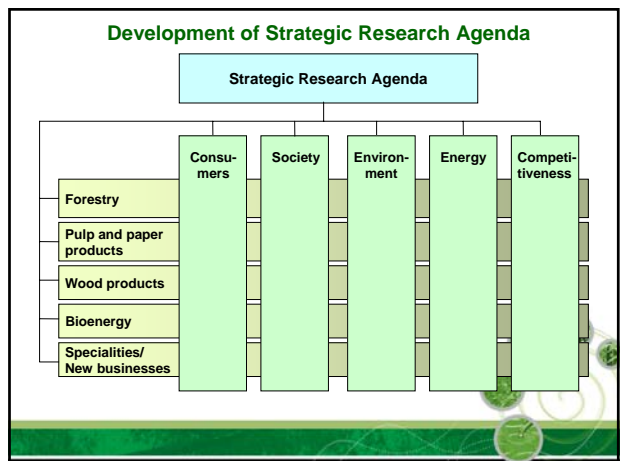 Development of Strategic Research Agenda
Strategic Research Agenda
Consu-
mers
Society
Environ-
ment
Energy
Competi-
tiveness
Forestry
Pulp and paper
products
Wood products
Bioenergy
Specialities/
New businesses